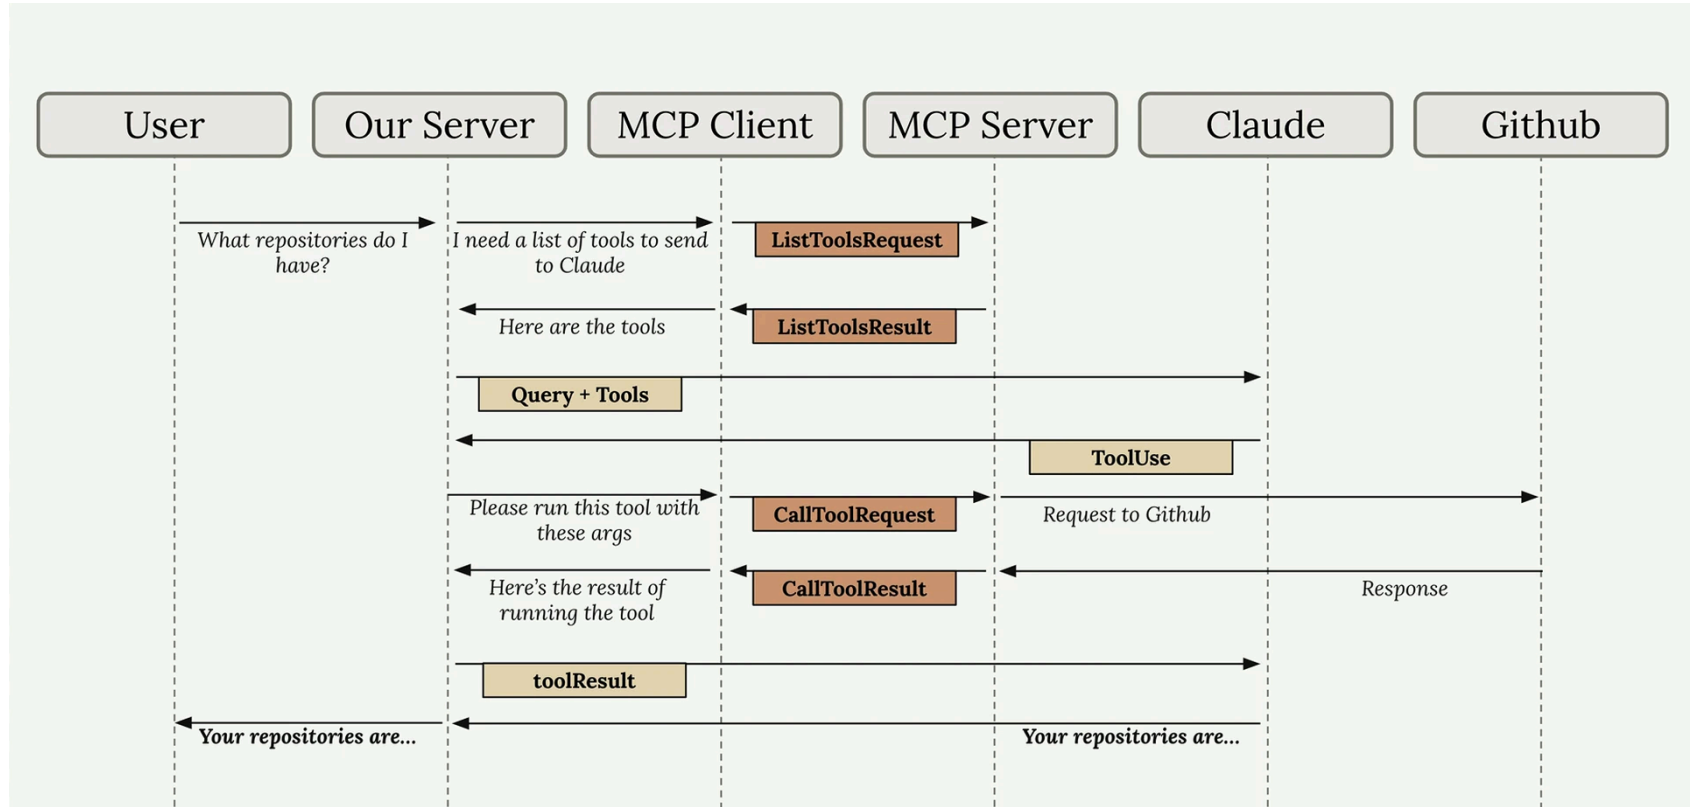 User
Our Server
MCP Client
MCP Server
Claude
Github
What repositories do I
have?
I need a list of tools to send
to Claude
ListToolsRequest
Here are the tools
ListToolsResult
Query + Tools
ToolUse
Please run this tool with
these args
CallToolRequest
Request to Github
Here’s the result of
running the tool
CallToolResult
Response
toolResult
Your repositories are...
Your repositories are...